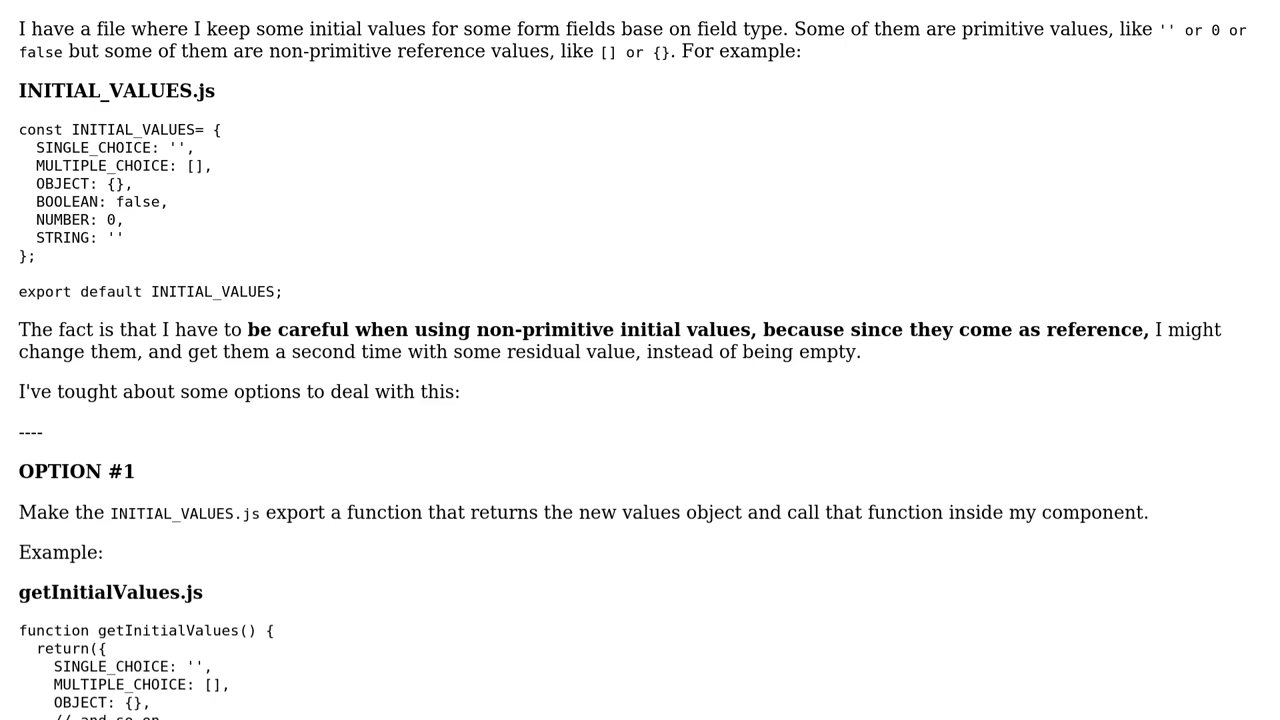 I have a file where I keep some initial values for some form fields base on field type. Some of them are primitive values, like '' or 0 or
false but some of them are non-primitive reference values, like [] or {}. For example:
INITIAL_VALUES.js
const INITIAL_VALUES= {
  SINGLE_CHOICE: '',
  MULTIPLE_CHOICE: [],
  OBJECT: {},
  BOOLEAN: false,
  NUMBER: 0,
  STRING: ''
};
export default INITIAL_VALUES;
The fact is that I have to be careful when using non-primitive initial values, because since they come as reference, I might
change them, and get them a second time with some residual value, instead of being empty.
I've tought about some options to deal with this:
----
OPTION #1
Make the INITIAL_VALUES.js export a function that returns the new values object and call that function inside my component.
Example:
getInitialValues.js
function getInitialValues() {
  return({
    SINGLE_CHOICE: '',
    MULTIPLE_CHOICE: [],
    OBJECT: {},
    // and so on